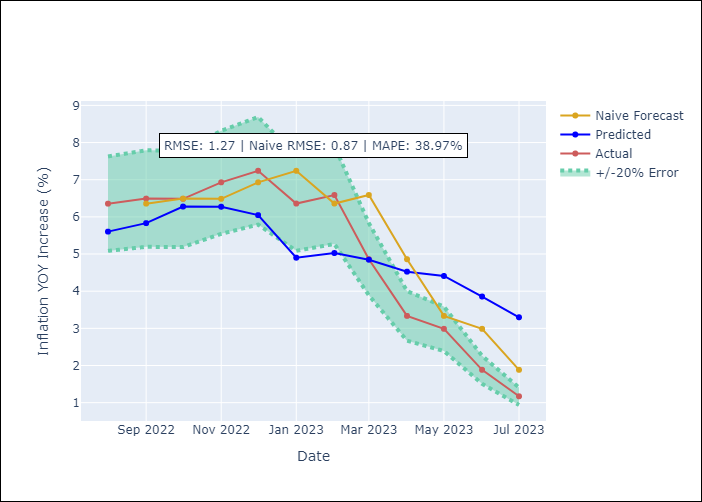 9
8
7
6
5
4
3
2
1
RMSE: 1.27 | Naive RMSE: 0.87 | MAPE: 38.97%
Naive Forecast
Predicted
Actual
+/-20% Error
Inflation YOY Increase (%)
Sep 2022 Nov 2022 Jan 2023 Mar 2023 May 2023 Jul 2023
Date